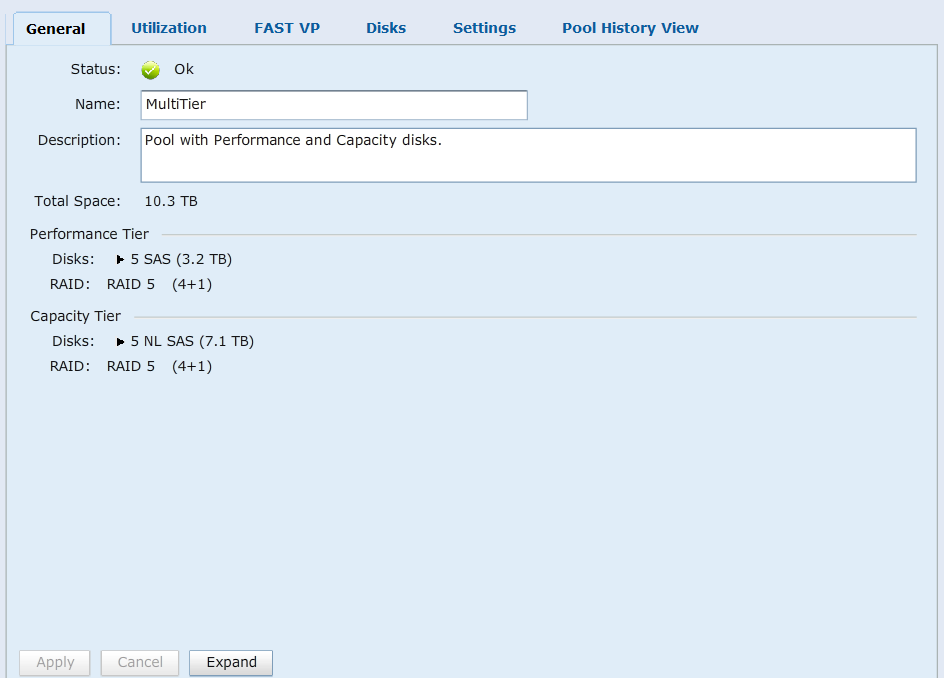 General Utilization FAST VP Disks Settings Pool History View
Status: Ok
Name: MultiTier
Description: Pool with Performance and Capacity disks.
Total Space: 10.3 TB
Performance Tier
Disks: 5 SAS (3.2 TB)
RAID: RAID 5 (4+1)
Capacity Tier
Disks: 5 NL SAS (7.1 TB)
RAID: RAID 5 (4+1)
Apply Cancel Expand